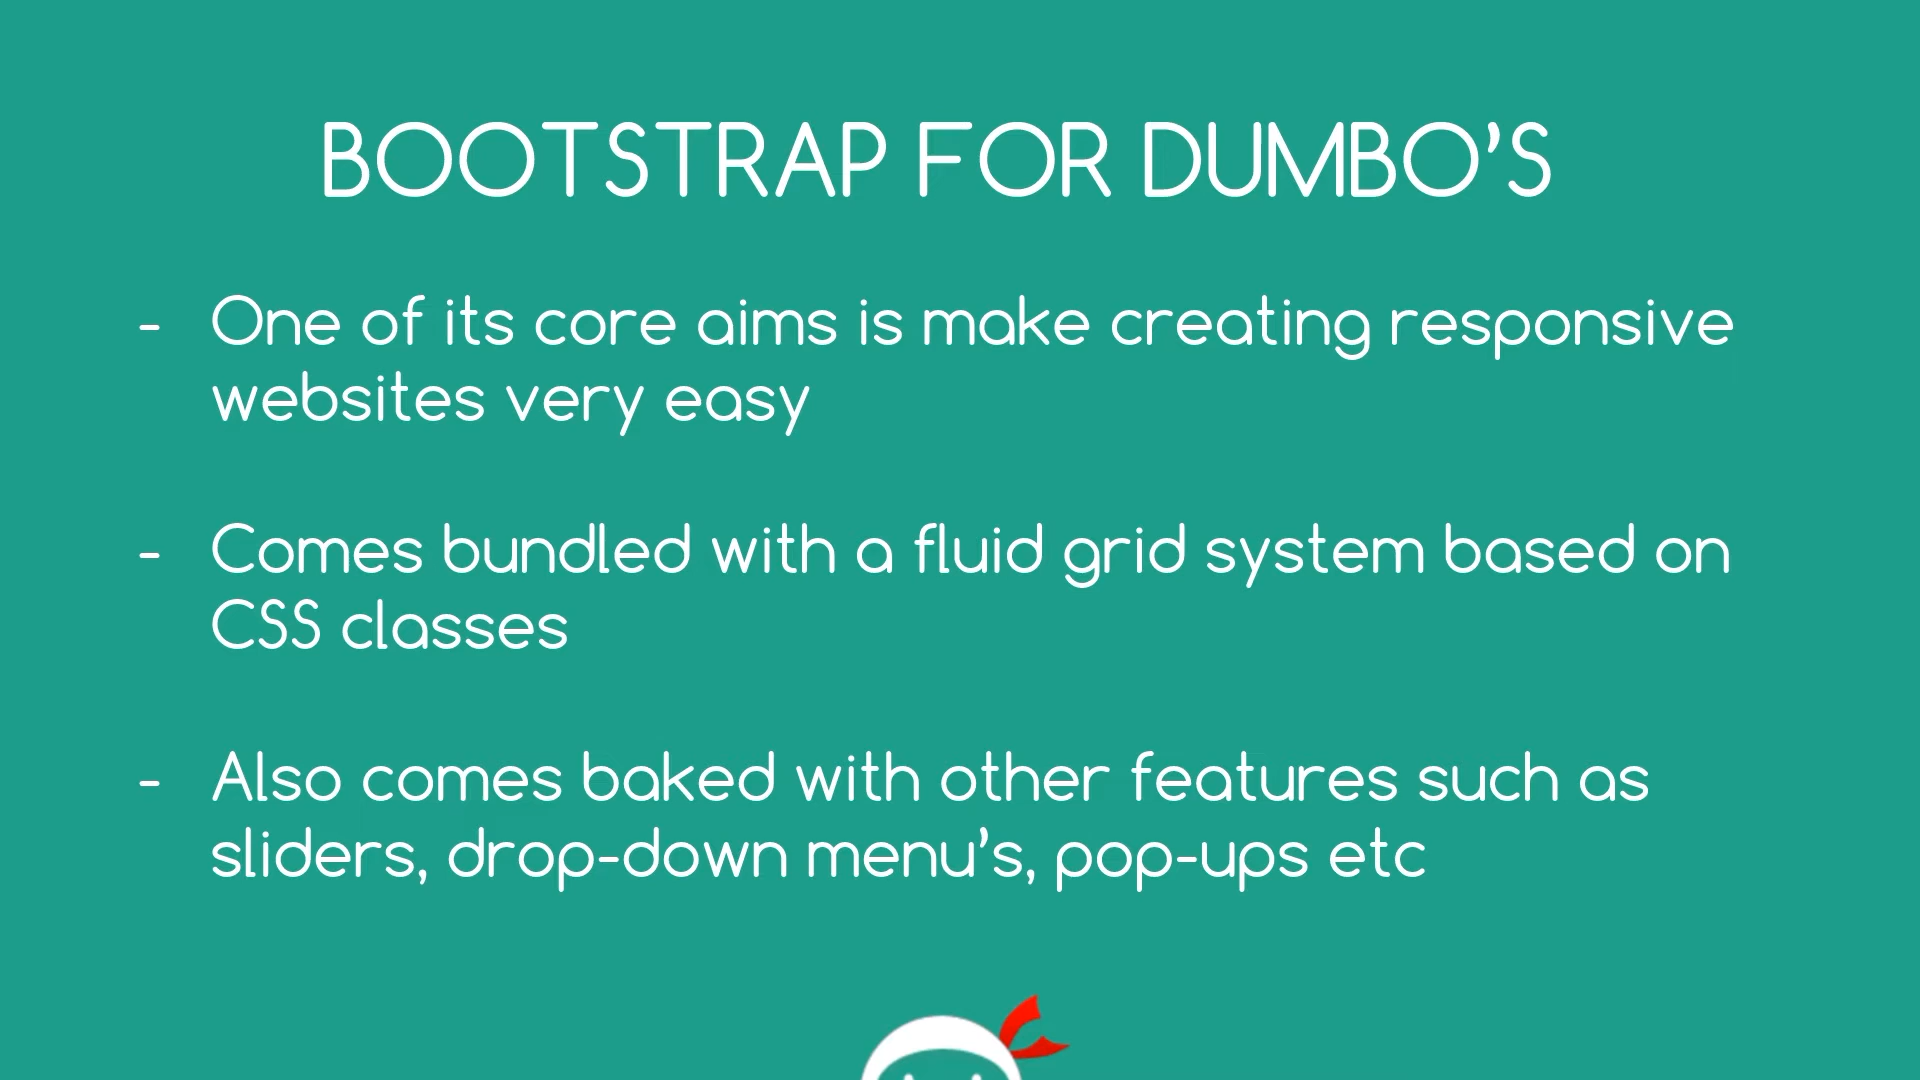 BOOTSTRAP FOR DUMBO’S
- One of its core aims is make creating responsive
websites very easy
- Comes bundled with a fluid grid system based on
CSS classes
- Also comes baked with other features such as
sliders, drop-down menu’s, pop-ups etc